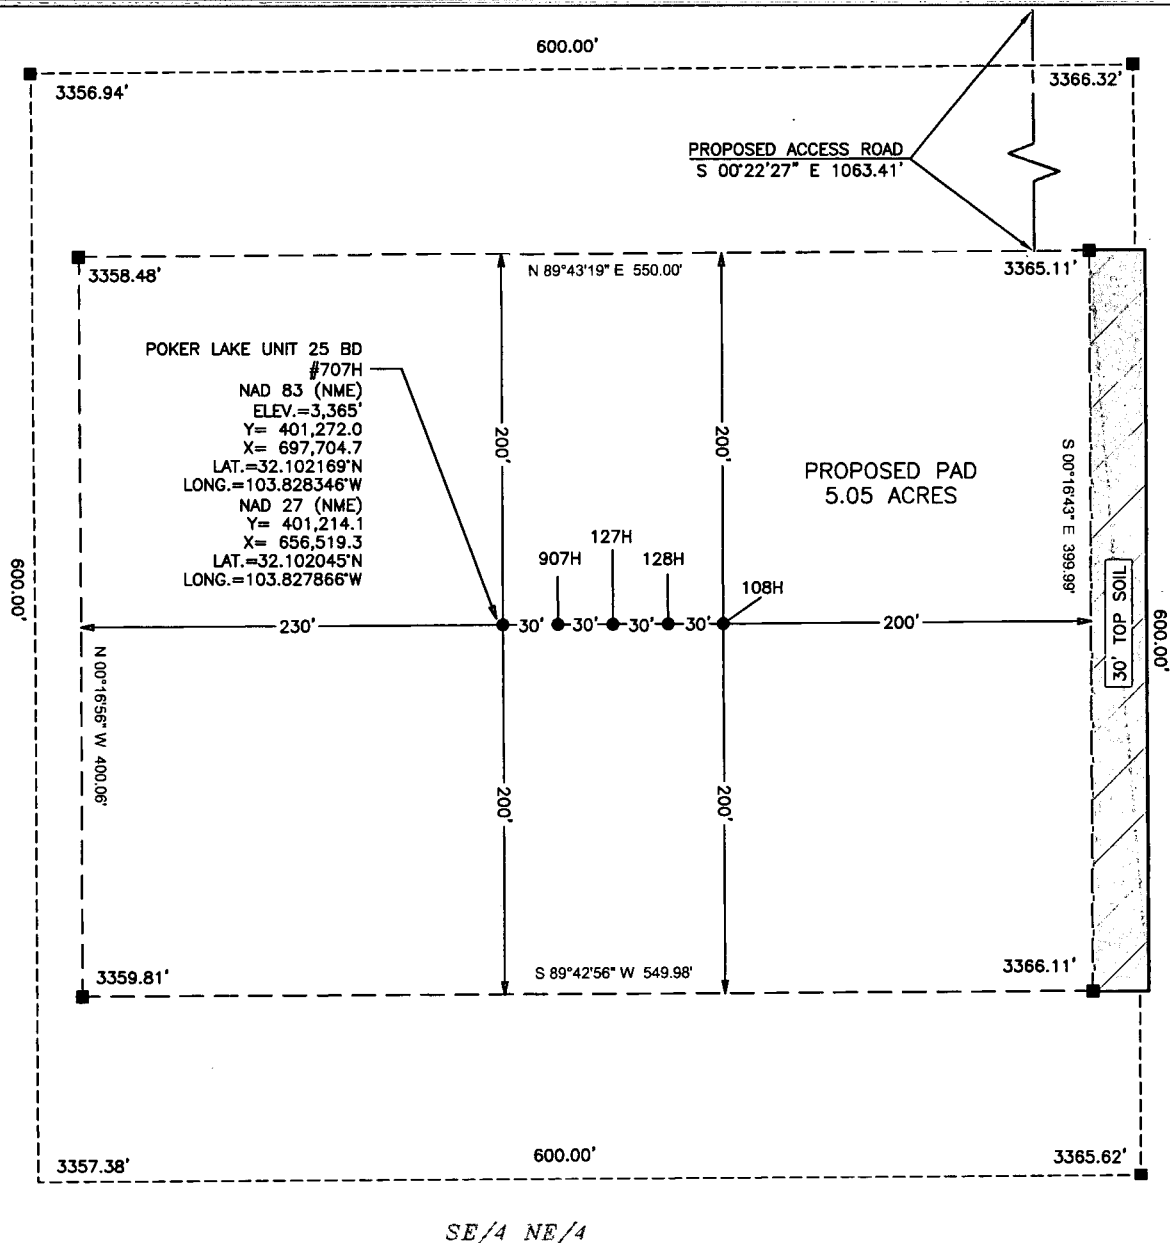 600.00'
3356.94'
3366.32'
PROPOSED ACCESS ROAD
S 00°22'27" E 1063.41'
3358.48'
N 89°43'19" E 550.00'
3365.11'
POKER LAKE UNIT 25 BD
#707H
NAD 83 (NME)
ELEV.=3,365'
Y= 401,272.0
X= 697,704.7
LAT.=32.102169°N
LONG.=103.828346°W
NAD 27 (NME)
Y= 401,214.1
X= 656,519.3
LAT.=32.102045°N
LONG.=103.827866°W
200'
200'
PROPOSED PAD
5.05 ACRES
S 00°16'43" E 399.99'
907H
127H
128H
108H
600.00'
230'
30'
30'
30'
30'
200'
30' TOP SOIL
600.00'
N 00°16'56" W 400.06'
200'
200'
3359.81'
S 89°42'56" W 549.98'
3366.11'
3357.38'
600.00'
3365.62'
SE/4 NE/4